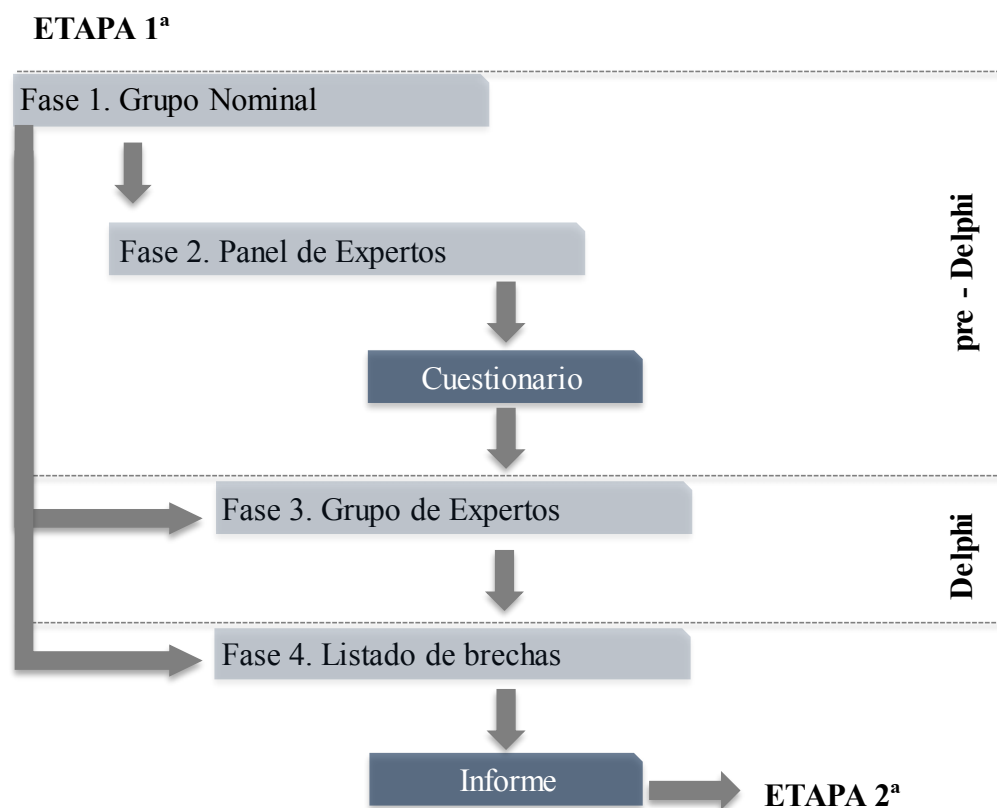 ETAPA 1ª
Fase 1. Grupo Nominal
Fase 2. Panel de Expertos
Cuestionario
pre - Delphi
Fase 3. Grupo de Expertos
Delphi
Fase 4. Listado de brechas
Informe
ETAPA 2ª